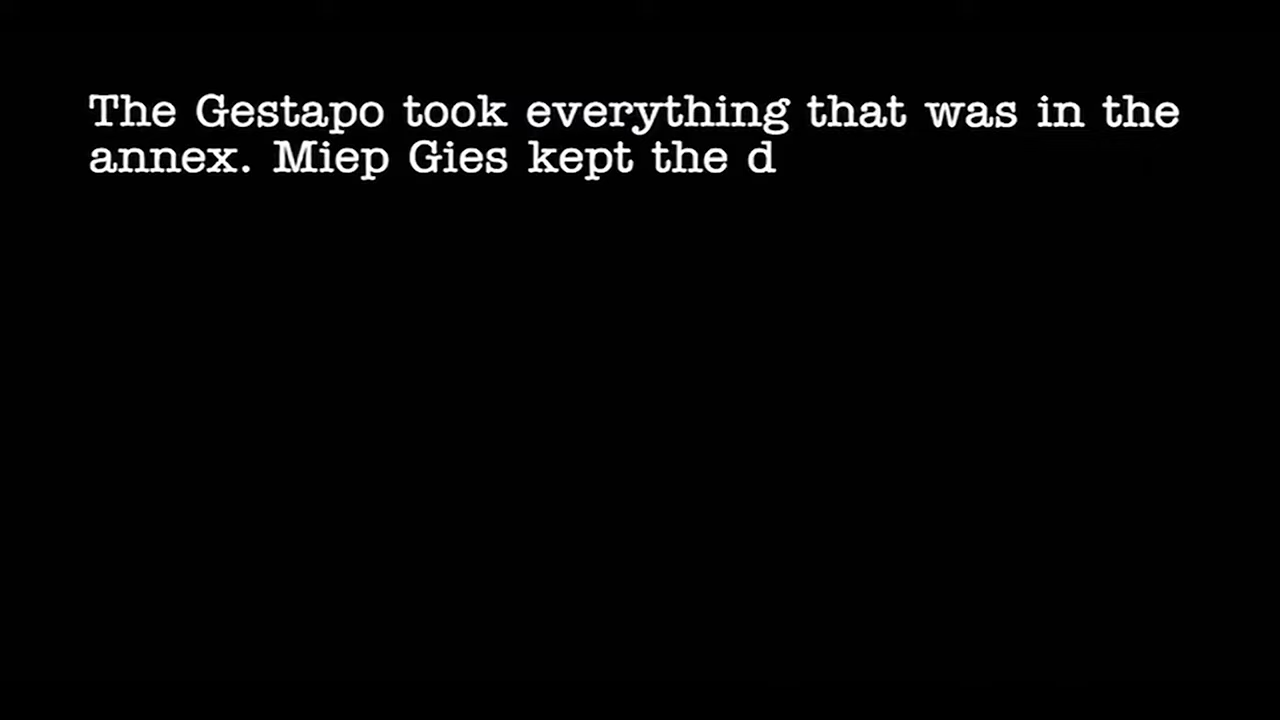 The Gestapo took everything that was in the
annex. Miep Gies kept the d